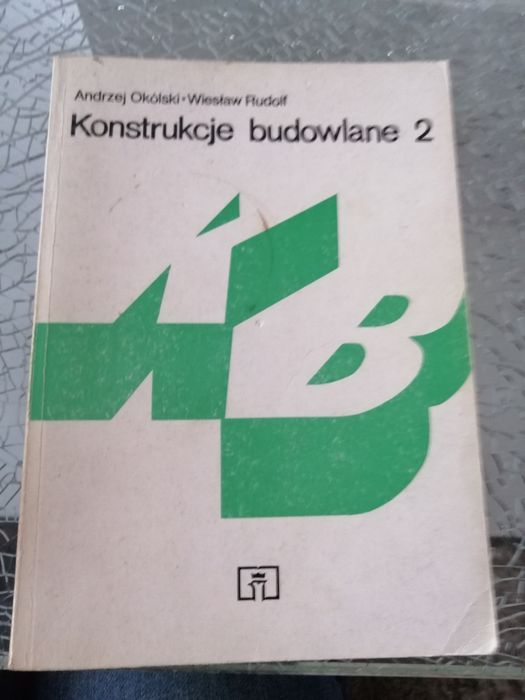 Andrzej Okólski • Wiesław Rudolf
Konstrukcje budowlane 2
KB